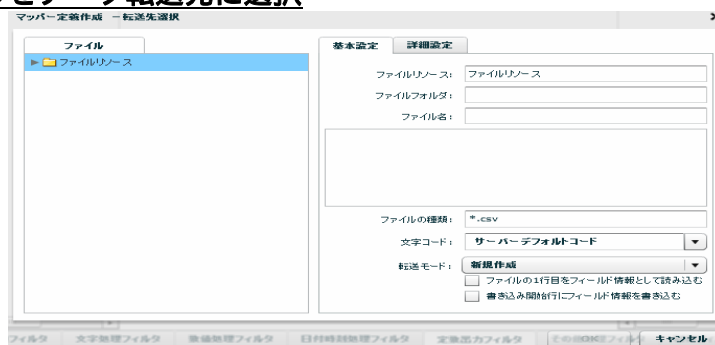 データ転送先に選択
マッパー定義作成 －転送先選択
ファイル
ファイルリソース
基本設定 詳細設定
ファイルリソース: ファイルリソース
ファイルフォルダ:
ファイル名:
ファイルの種類: *.csv
文字コード: サーバーデフォルトコード
転送モード: 新規作成
ファイルの1行目をフィールド情報として読み込む
書き込み開始行にフィールド情報を書き込む
文字処理フィルタ 数値処理フィルタ 日付時刻処理フィルタ 定数出力フィルタ OK キャンセル